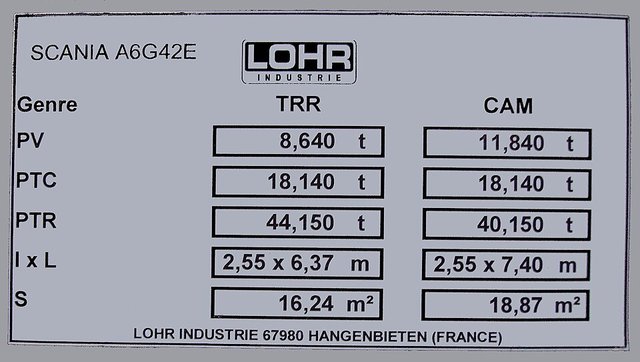 SCANIA A6G42E
LOHR
INDUSTRIE
Genre TRR CAM
PV 8,640 t 11,840 t
PTC 18,140 t 18,140 t
PTR 44,150 t 40,150 t
l x L 2,55 x 6,37 m 2,55 x 7,40 m
S 16,24 m² 18,87 m²
LOHR INDUSTRIE 67980 HANGENBIETEN (FRANCE)